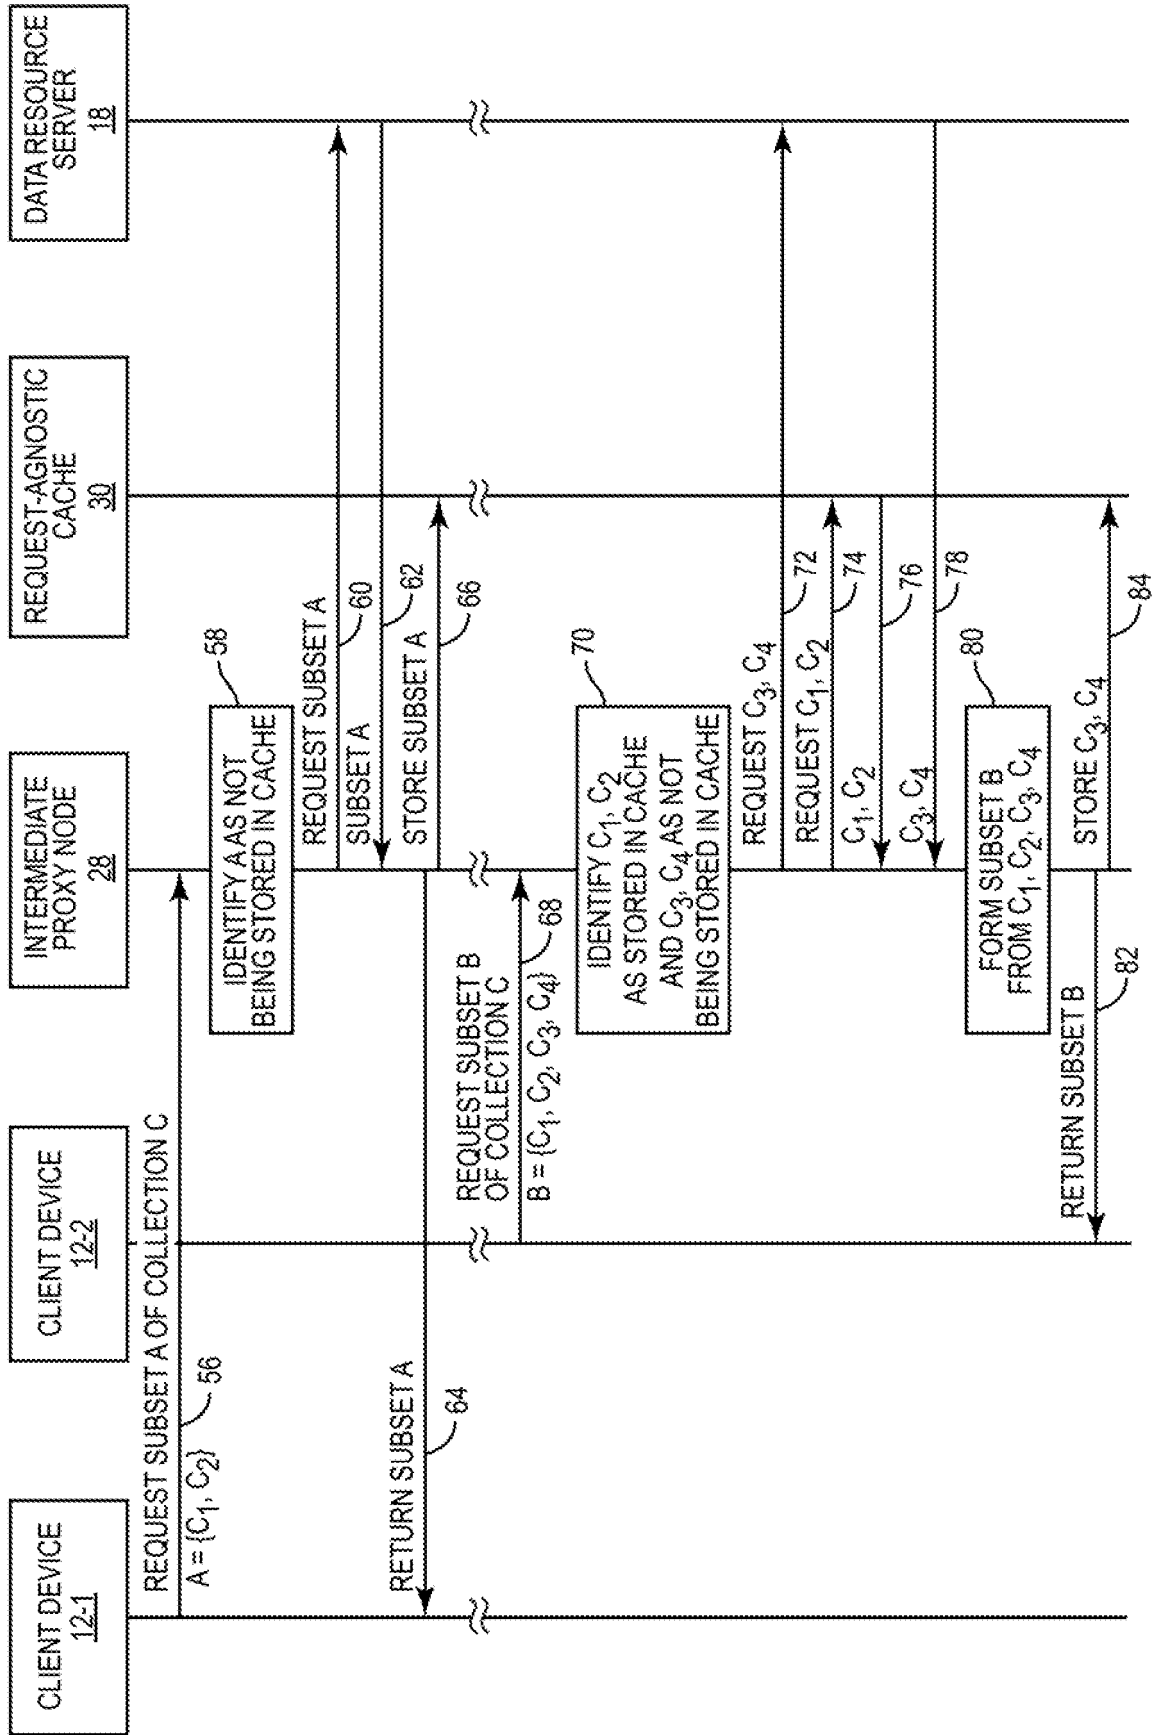 CLIENT DEVICE
12-1
CLIENT DEVICE
12-2
INTERMEDIATE
PROXY NODE
28
REQUEST-AGNOSTIC
CACHE
30
DATA RESOURCE
SERVER
18
REQUEST SUBSET A OF COLLECTION C
A = {C1, C2}
56
IDENTIFY A AS NOT
BEING STORED IN CACHE
58
REQUEST SUBSET A
60
SUBSET A
62
RETURN SUBSET A
64
STORE SUBSET A
66
REQUEST SUBSET B
OF COLLECTION C
B = {C1, C2, C3, C4}
68
IDENTIFY C1, C2
AS STORED IN CACHE
AND C3, C4 AS NOT
BEING STORED IN CACHE
70
REQUEST C3, C4
72
REQUEST C1, C2
74
C1, C2
76
C3, C4
78
FORM SUBSET B
FROM C1, C2, C3, C4
80
RETURN SUBSET B
82
STORE C3, C4
84